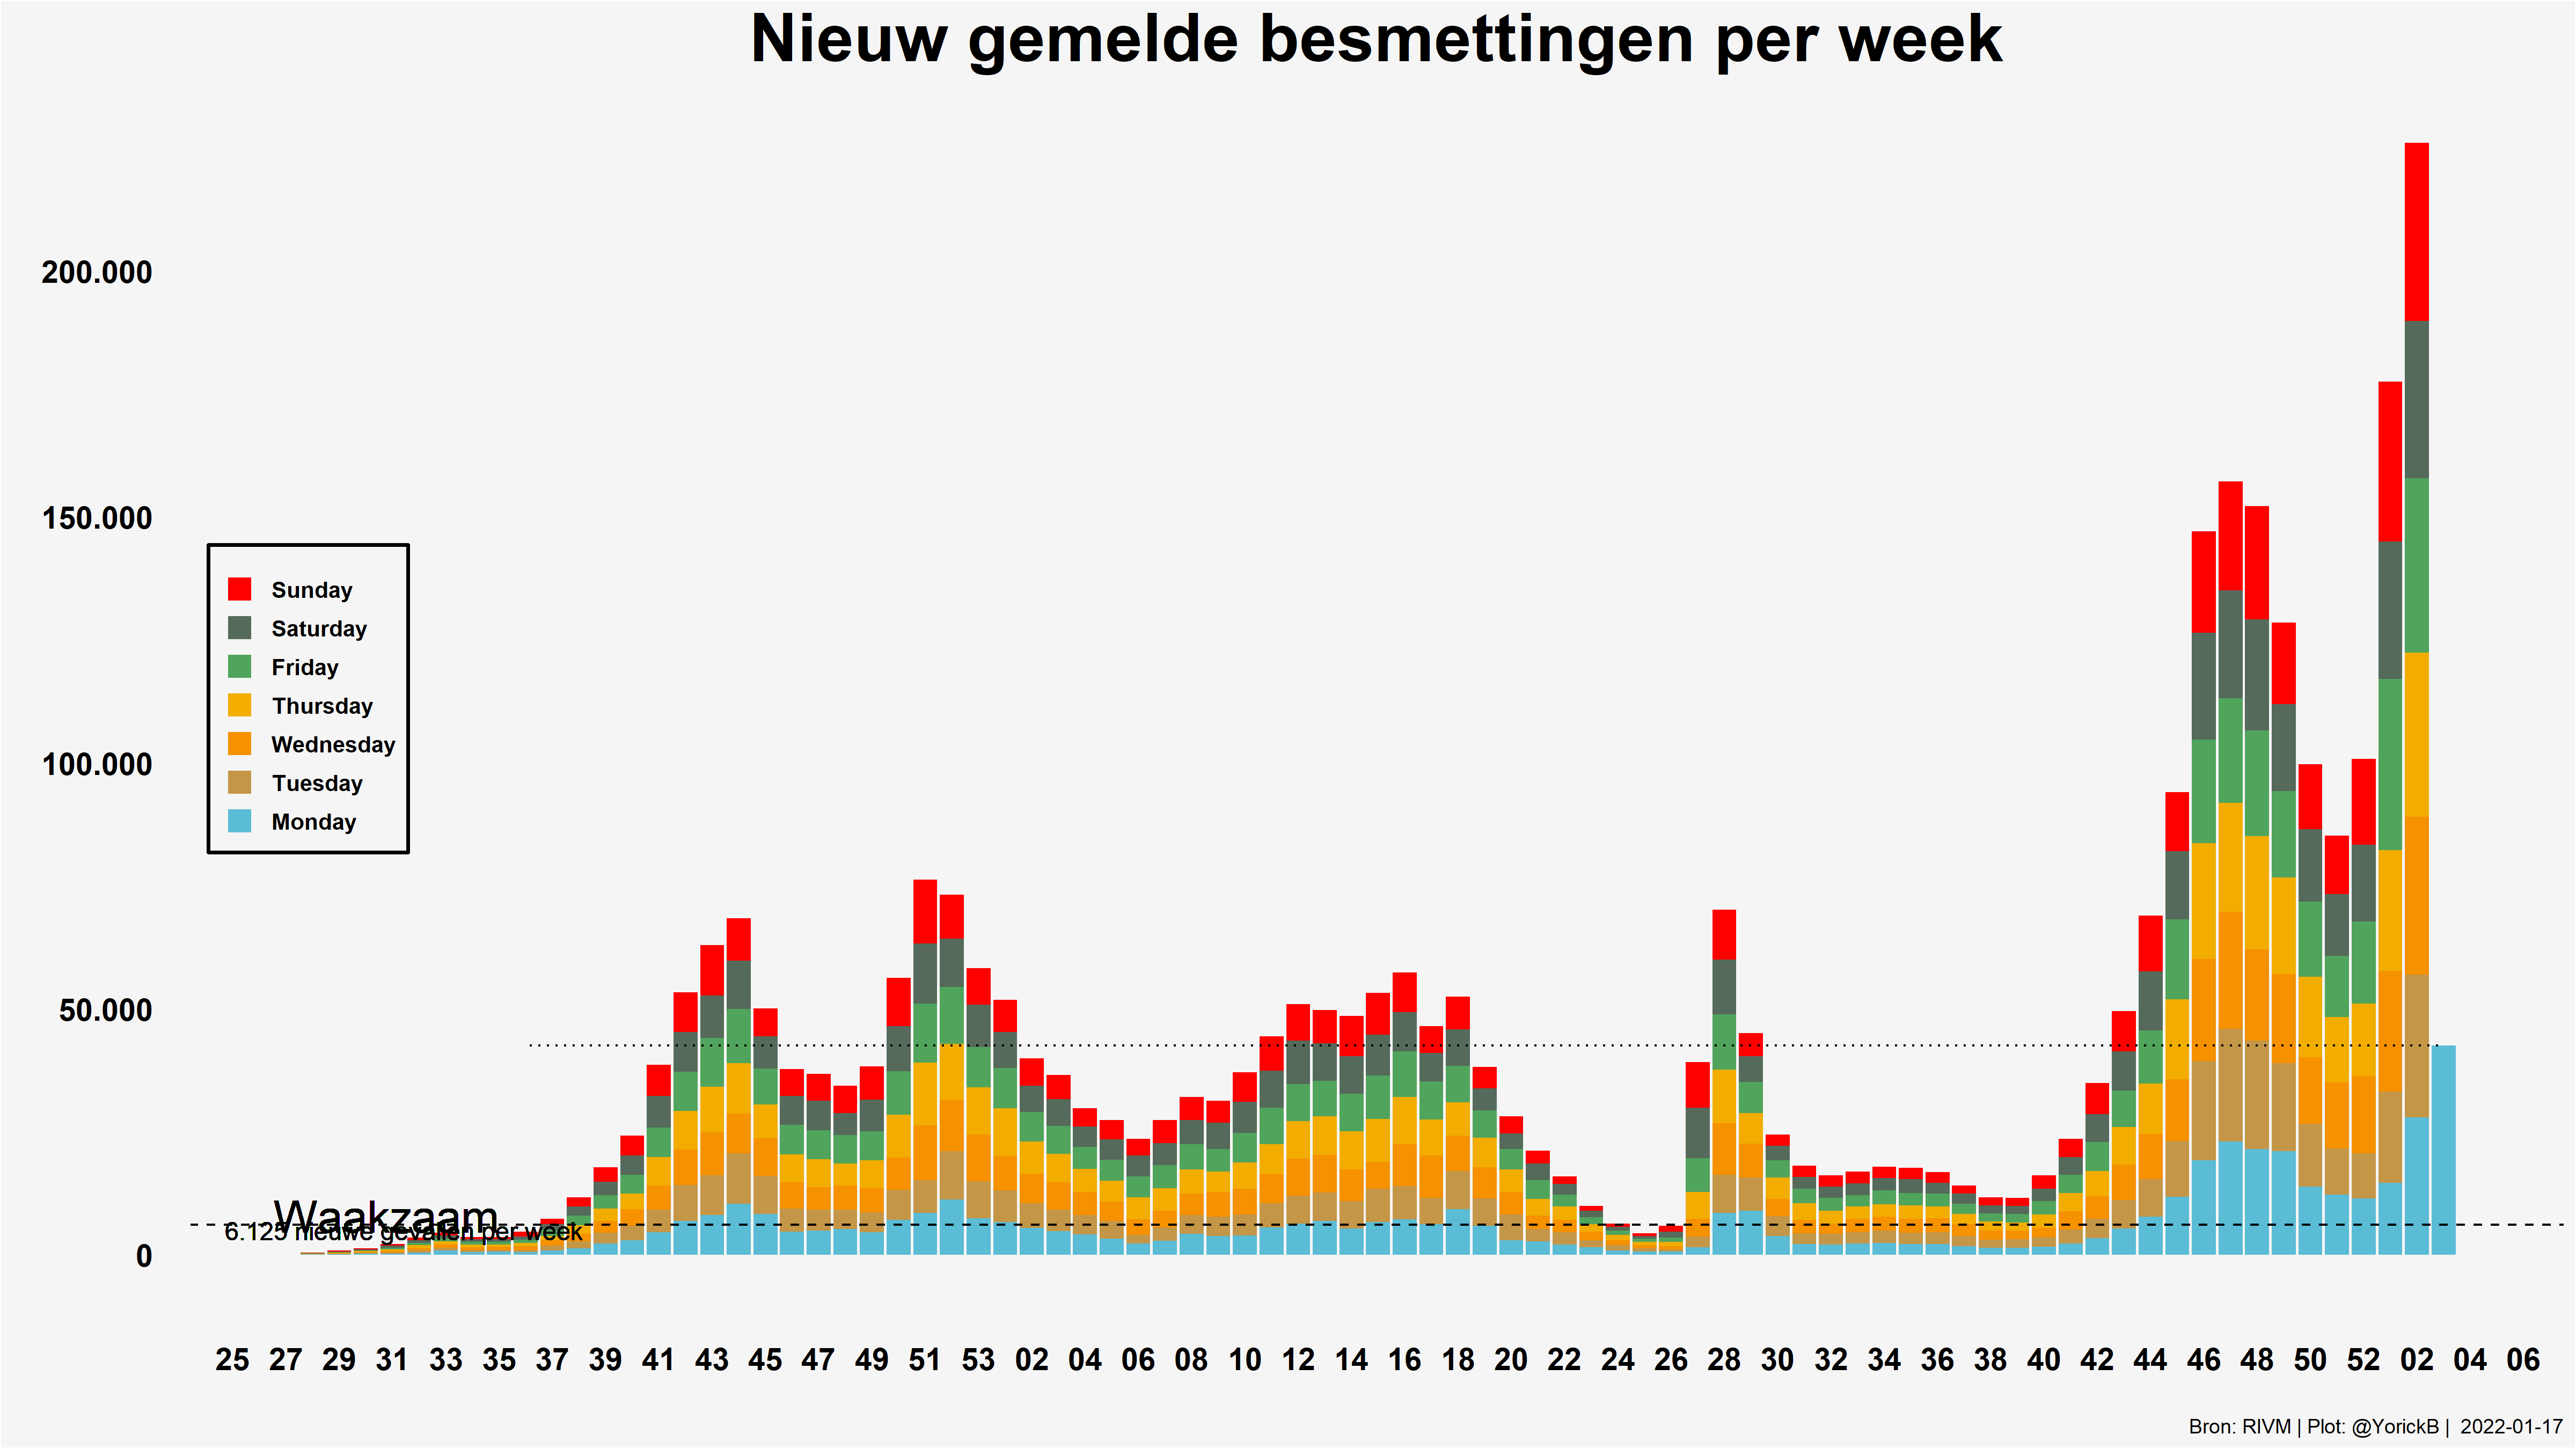 Nieuw gemelde besmettingen per week
200.000
150.000
100.000
50.000
0
Sunday
Saturday
Friday
Thursday
Wednesday
Tuesday
Monday
Waakzaam
6.125 nieuwe gevallen per week
25 27 29 31 33 35 37 39 41 43 45 47 49 51 53 02 04 06 08 10 12 14 16 18 20 22 24 26 28 30 32 34 36 38 40 42 44 46 48 50 52 02 04 06
Bron: RIVM | Plot: @YorickB | 2022-01-17